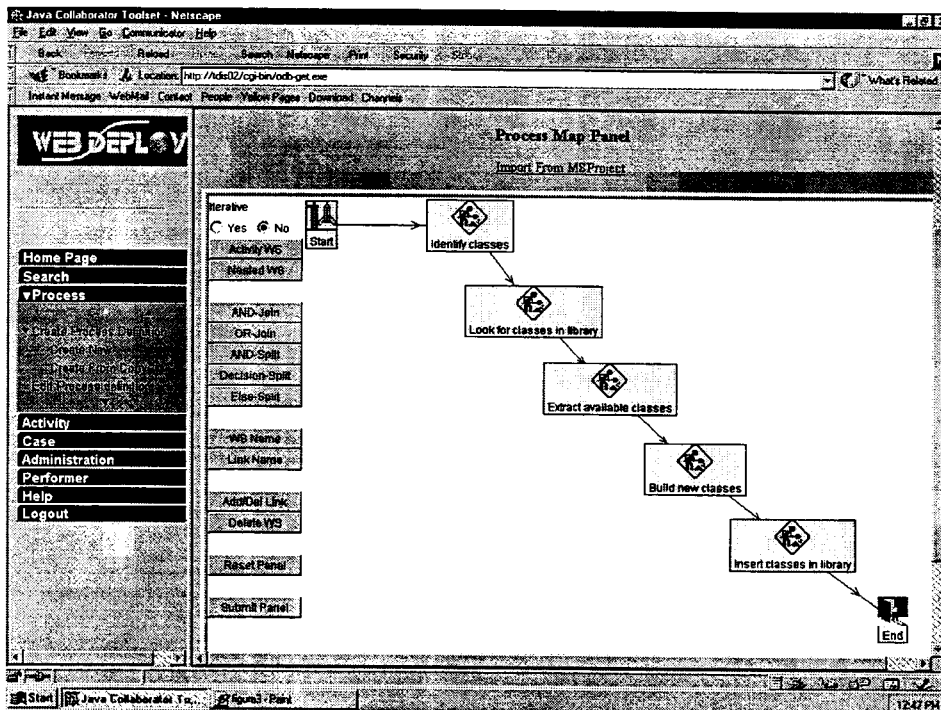 Java Collaborator Toolset - Netscape
File Edit View Go Communicator Help
Back Reload Search Netscape Print Security
Bookmarks Location: http://tdis02/cgi-bin/odb-get.exe What's Related
Instant Message WebMail Contact People Yellow Pages Download Channels
WEB DEPLOY
Process Map Panel
Import From MSProject
Home Page
Search
Process
Activity
Case
Administration
Performer
Help
Logout
Iterative
Yes No
Activity WS
Nested WS
AND-Join
OR-Join
AND-Split
Decision-Split
Else-Split
WS Name
Link Name
Add/Del Link
Delete WS
Reset Panel
Submit Panel
Start
Identify classes
Look for classes in library
Extract available classes
Build new classes
Insert classes in library
End
Start Java Collaborator To... figure3 - Paint 12:47 PM